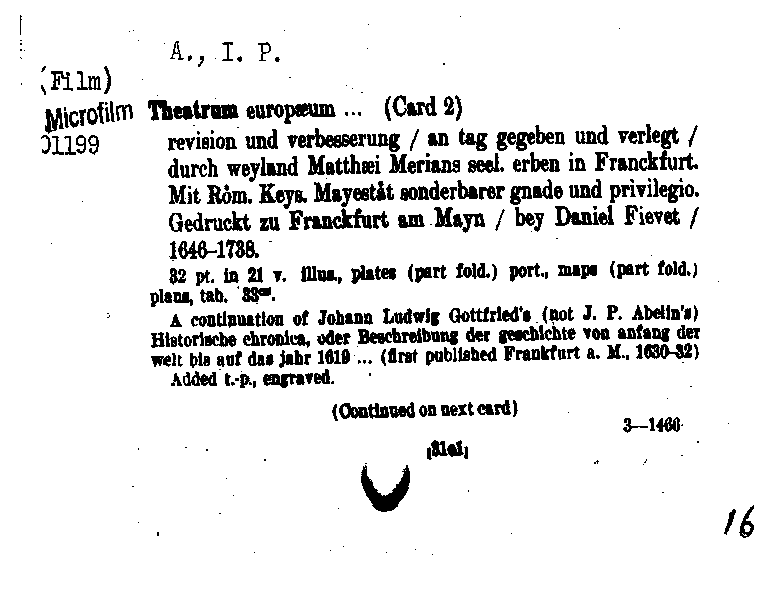 A., I. P.
(Film)
Microfilm
01199
Theatrum europæum ... (Card 2)
revision und verbesserung / an tag gegeben und verlegt /
durch weyland Matthæi Merians seel. erben in Franckfurt.
Mit Röm. Keys. Mayestät sonderbarer gnade und privilegio.
Gedruckt zu Franckfurt am Mayn / bey Daniel Fievet /
1646-1738.
32 pt. in 21 v. illus., plates (part fold.) port., maps (part fold.)
plans, tab. 33ᶜᵐ.
A continuation of Johann Ludwig Gottfried's (not J. P. Abelin's)
Historische chronica, oder Beschreibung der geschichte von anfang der
welt bis auf das jahr 1619 ... (first published Frankfurt a. M., 1630-32)
Added t.-p., engraved.
(Continued on next card)
3—1466
16